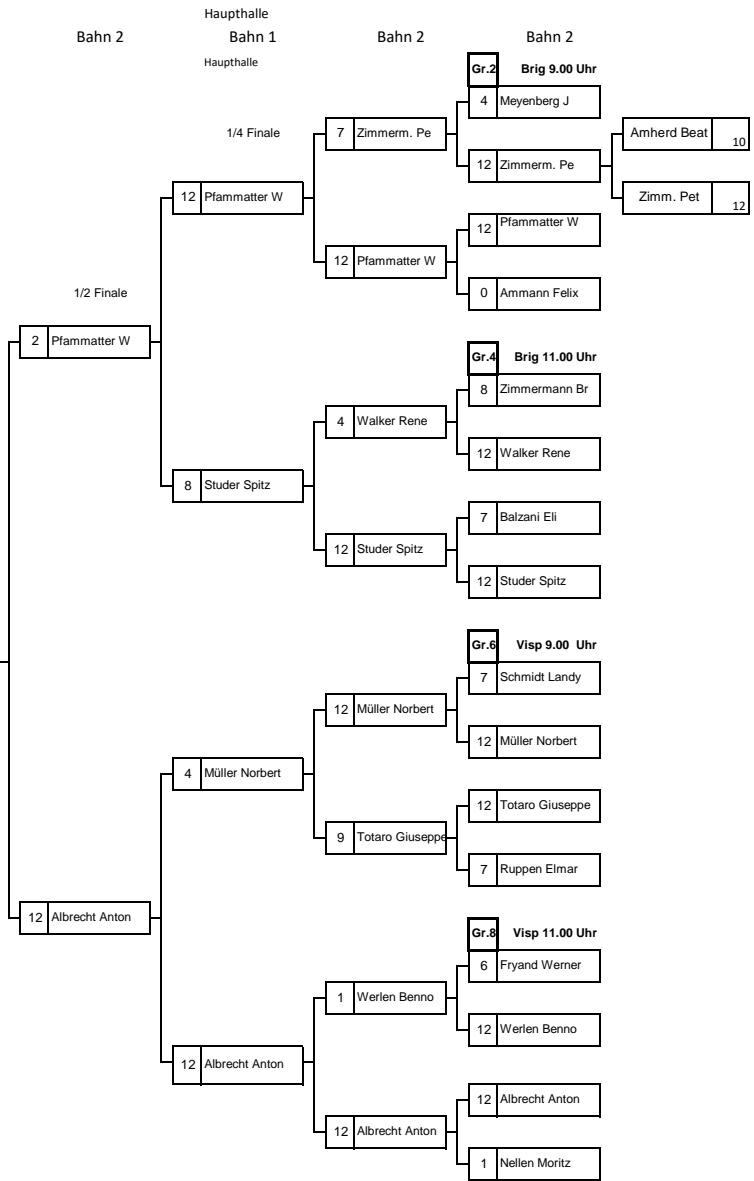 Haupthalle
Bahn 2 Bahn 1 Bahn 2 Bahn 2
Haupthalle
Gr.2 Brig 9.00 Uhr
4 Meyenberg J
1/4 Finale 7 Zimmerm. Pe Amherd Beat 10
12 Zimmerm. Pe
12 Pfammatter W Zimm. Pet 12
12 Pfammatter W
12 Pfammatter W
1/2 Finale 0 Ammann Felix
2 Pfammatter W
Gr.4 Brig 11.00 Uhr
8 Zimmermann Br
4 Walker Rene
12 Walker Rene
8 Studer Spitz
7 Balzani Eli
12 Studer Spitz
12 Studer Spitz
Gr.6 Visp 9.00 Uhr
7 Schmidt Landy
12 Müller Norbert
12 Müller Norbert
4 Müller Norbert
12 Totaro Giuseppe
9 Totaro Giuseppe
7 Ruppen Elmar
12 Albrecht Anton
Gr.8 Visp 11.00 Uhr
6 Fryand Werner
1 Werlen Benno
12 Werlen Benno
12 Albrecht Anton
12 Albrecht Anton
12 Albrecht Anton
1 Nellen Moritz